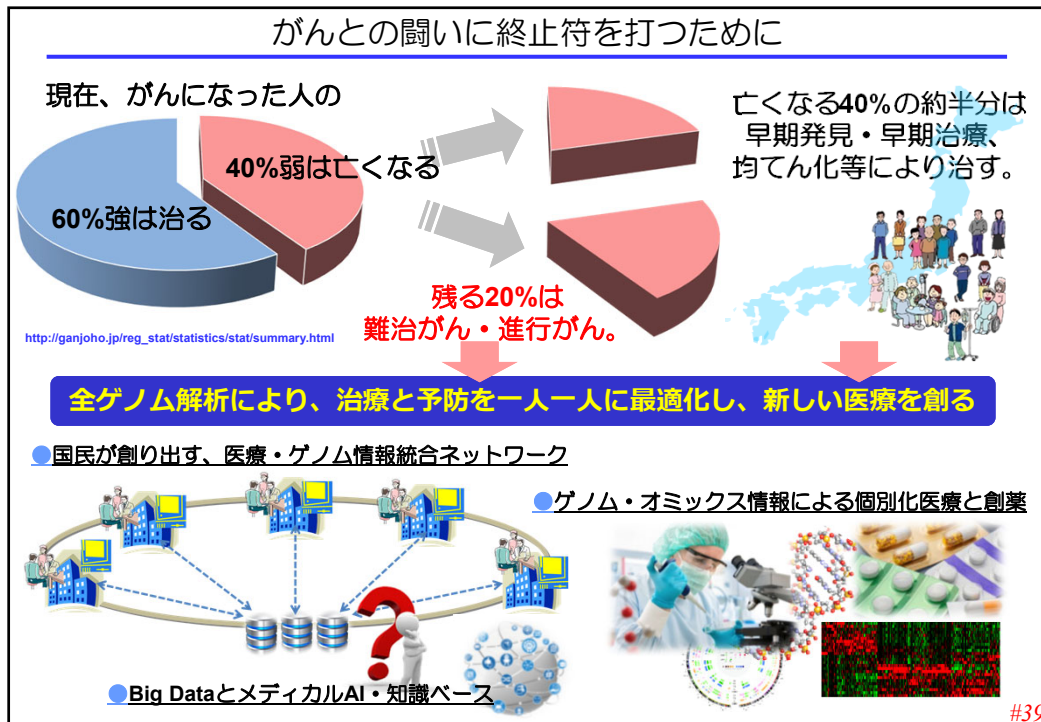 がんとの闘いに終止符を打つために
現在、がんになった人の
40%弱は亡くなる
60%強は治る
亡くなる40%の約半分は
早期発見・早期治療、
均てん化等により治す。
残る20%は
難治がん・進行がん。
http://ganjoho.jp/reg_stat/statistics/stat/summary.html
全ゲノム解析により、治療と予防を一人一人に最適化し、新しい医療を創る
●国民が創り出す、医療・ゲノム情報統合ネットワーク
●ゲノム・オミックス情報による個別化医療と創薬
●Big DataとメディカルAI・知識ベース
#39